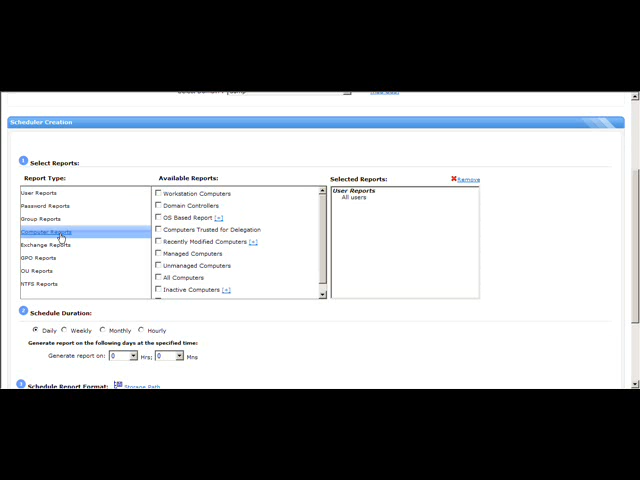 Scheduler Creation
1 Select Reports:
Report Type: Available Reports: Selected Reports: Remove
User Reports
Password Reports
Group Reports
Computer Reports
Exchange Reports
GPO Reports
OU Reports
NTFS Reports
Workstation Computers
Domain Controllers
OS Based Report [+]
Computers Trusted for Delegation
Recently Modified Computers [+]
Managed Computers
Unmanaged Computers
All Computers
Inactive Computers [+]
User Reports
All users
2 Schedule Duration:
Daily Weekly Monthly Hourly
Generate report on the following days at the specified time:
Generate report on: 0 Hrs: 0 Mns
3 Schedule Report Format: Storage Path